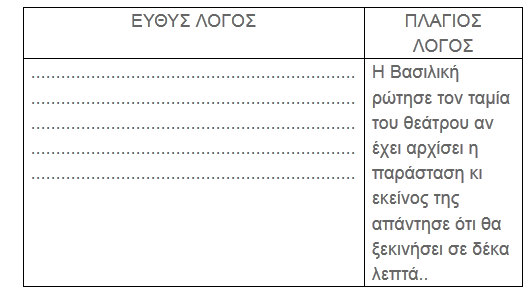 ΕΥΘΥΣ ΛΟΓΟΣ
ΠΛΑΓΙΟΣ
ΛΟΓΟΣ
……………………………………………….
……………………………………………….
……………………………………………….
……………………………………………….
……………………………………………….
Η Βασιλική
ρώτησε τον ταμία
του θεάτρου αν
έχει αρχίσει η
παράσταση κι
εκείνος της
απάντησε ότι θα
ξεκινήσει σε δέκα
λεπτά..